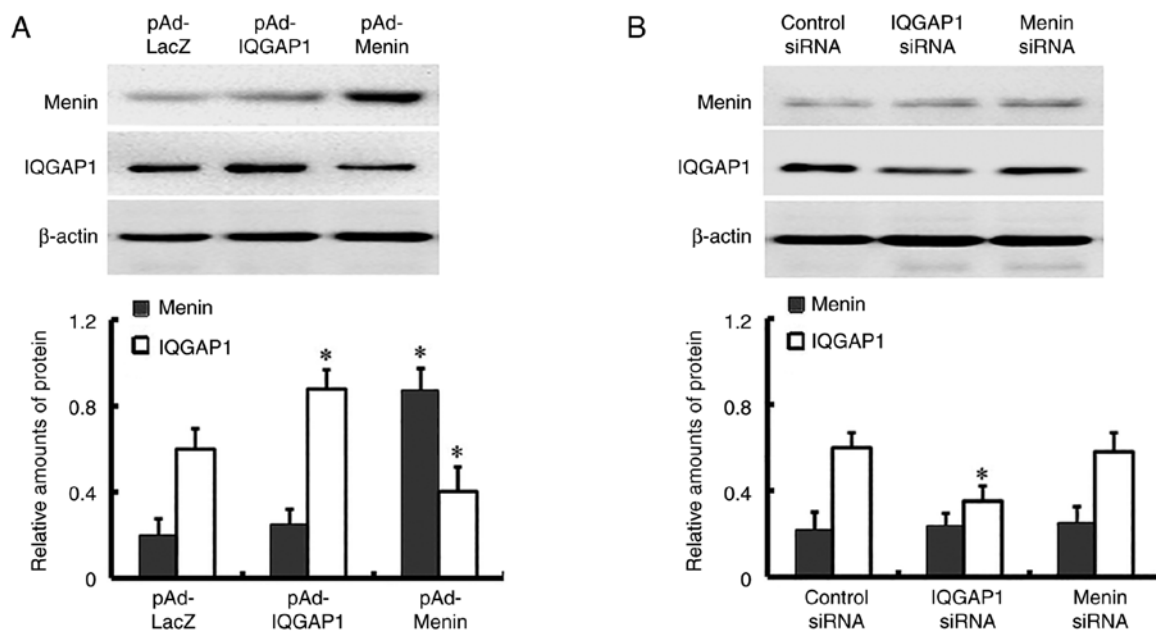 A
pAd-
LacZ
pAd-
IQGAP1
pAd-
Menin
Menin
IQGAP1
β-actin
Menin
IQGAP1
Relative amounts of protein
1.2
0.8
0.4
0
*
*
*
pAd-
LacZ
pAd-
IQGAP1
pAd-
Menin
B
Control
siRNA
IQGAP1
siRNA
Menin
siRNA
Menin
IQGAP1
β-actin
Menin
IQGAP1
Relative amounts of protein
1.2
0.8
0.4
0
*
Control
siRNA
IQGAP1
siRNA
Menin
siRNA